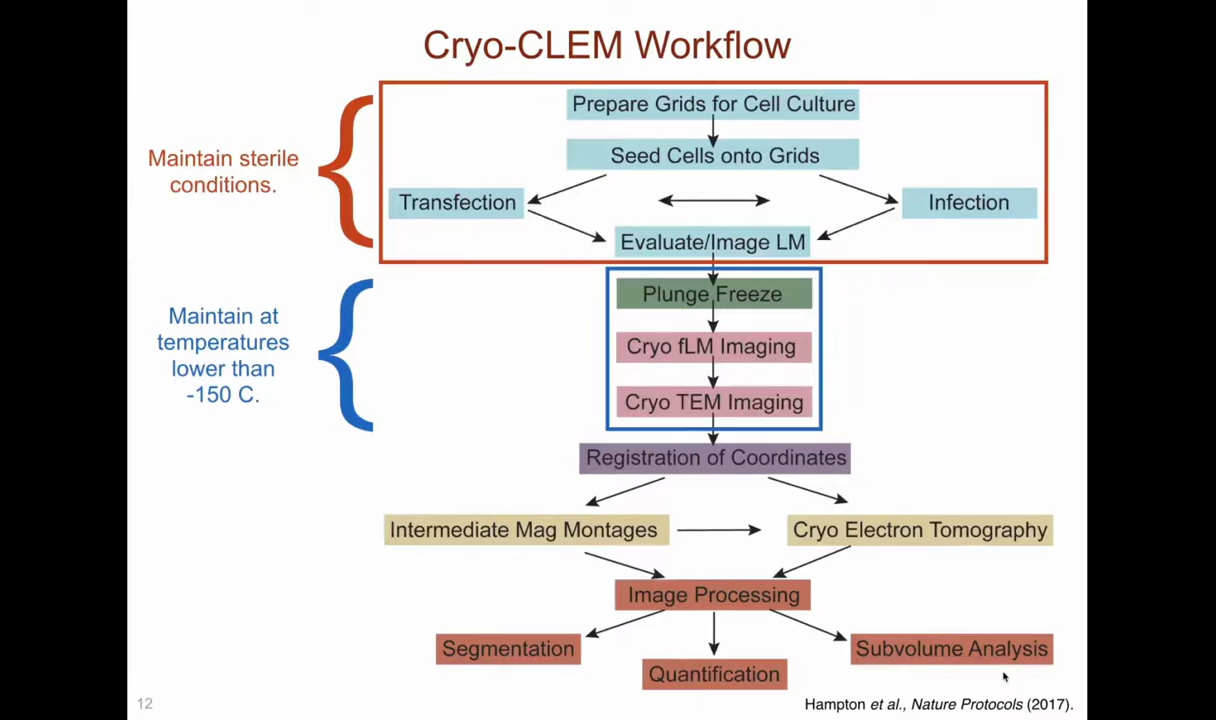 Cryo-CLEM Workflow
Prepare Grids for Cell Culture
Maintain sterile
conditions.
Seed Cells onto Grids
Transfection
Infection
Evaluate/Image LM
Maintain at
temperatures
lower than
-150 C.
Plunge Freeze
Cryo fLM Imaging
Cryo TEM Imaging
Registration of Coordinates
Intermediate Mag Montages
Cryo Electron Tomography
Image Processing
Segmentation
Quantification
Subvolume Analysis
12
Hampton et al., Nature Protocols (2017).